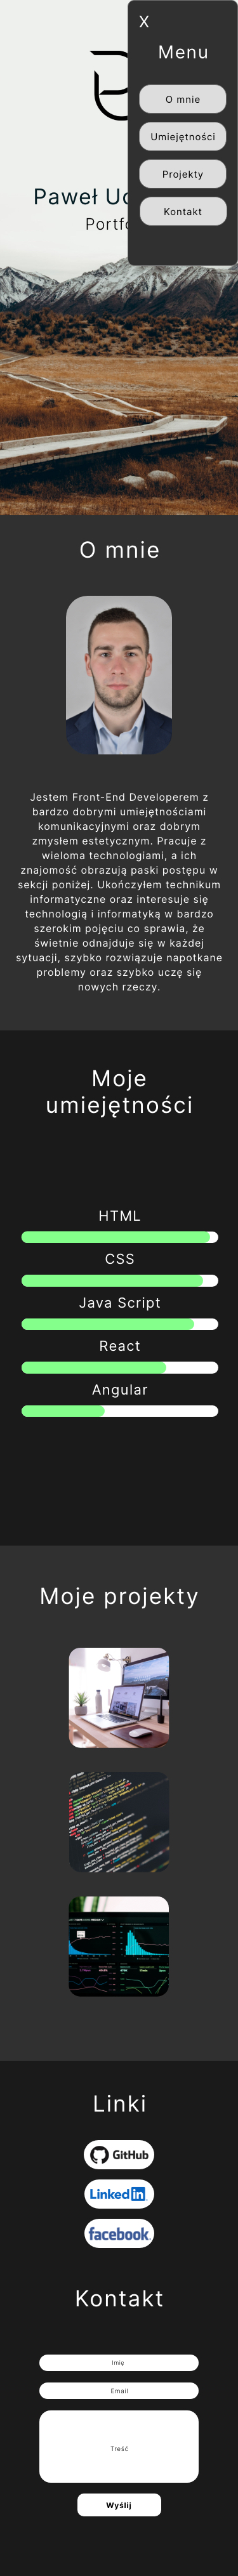 X
Menu
O mnie
Umiejętności
Projekty
Kontakt
Paweł
Portfo
O mnie
Jestem Front-End Developerem z
bardzo dobrymi umiejętnościami
komunikacyjnymi oraz dobrym
zmysłem estetycznym. Pracuje z
wieloma technologiami, a ich
znajomość obrazują paski postępu w
sekcji poniżej. Ukończyłem technikum
informatyczne oraz interesuje się
technologią i informatyką w bardzo
szerokim pojęciu co sprawia, że
świetnie odnajduje się w każdej
sytuacji, szybko rozwiązuje napotkane
problemy oraz szybko uczę się
nowych rzeczy.
Moje
umiejętności
HTML
CSS
Java Script
React
Angular
Moje projekty
Linki
GitHub
Linked in
facebook
Kontakt
Imię
Email
Treść
Wyślij